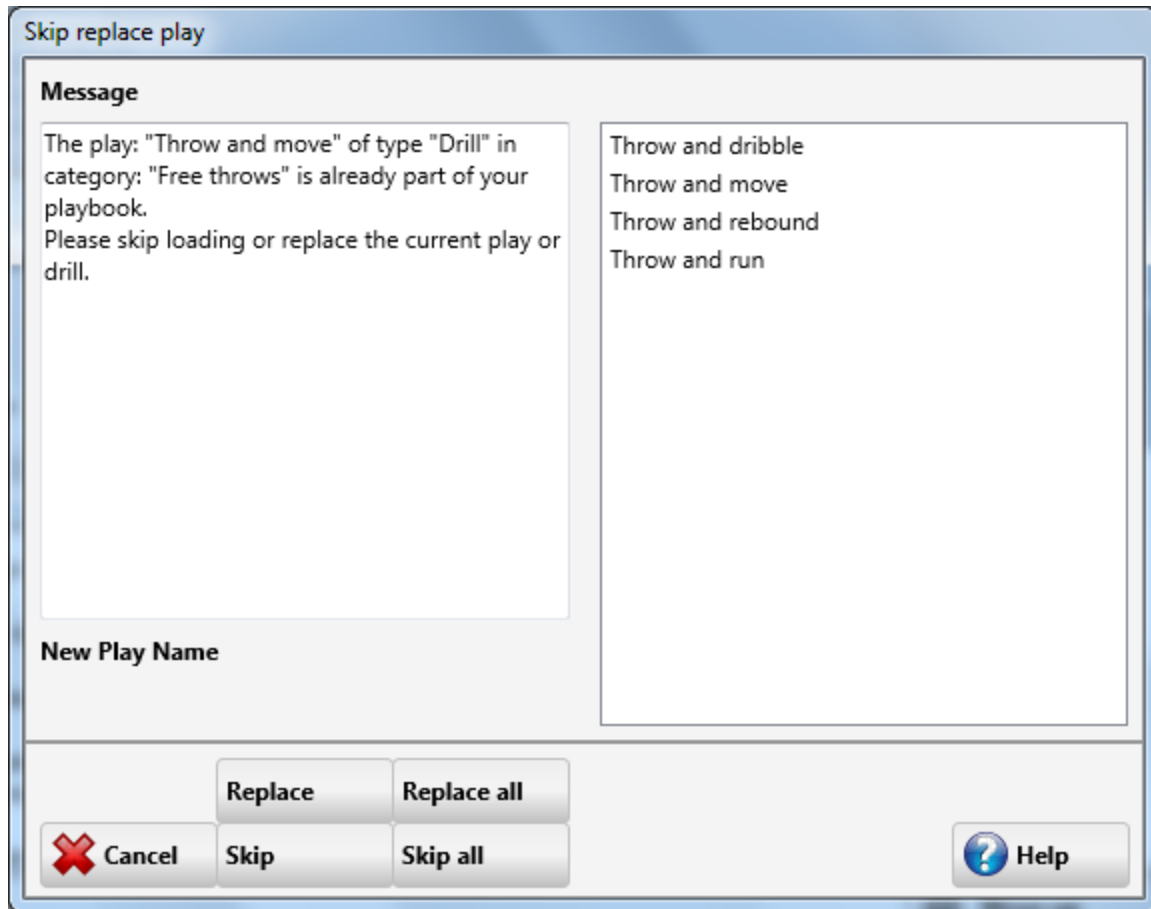 Skip replace play
Message
The play: "Throw and move" of type "Drill" in
category: "Free throws" is already part of your
playbook.
Please skip loading or replace the current play or
drill.
Throw and dribble
Throw and move
Throw and rebound
Throw and run
New Play Name
Replace
Replace all
Cancel
Skip
Skip all
Help